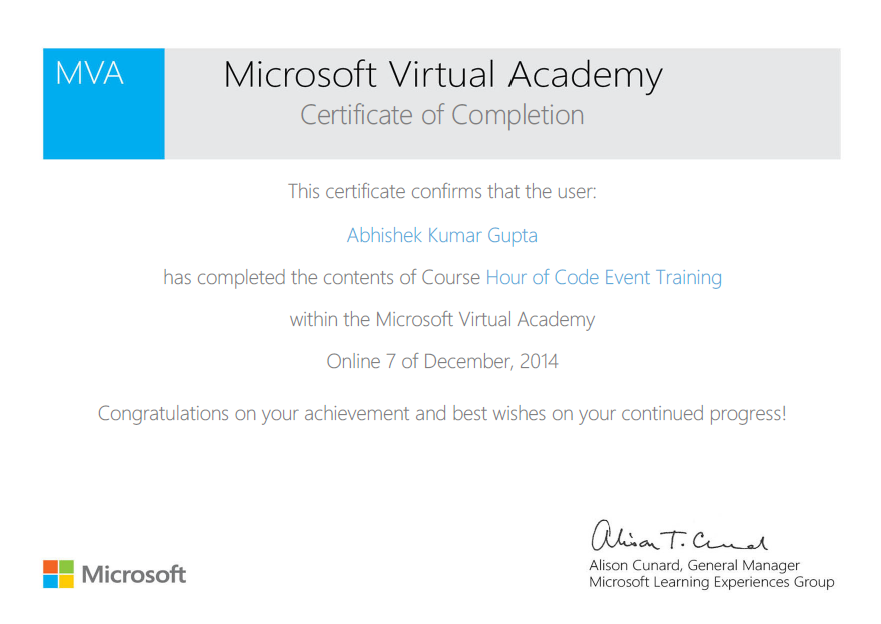 MVA
Microsoft Virtual Academy
Certificate of Completion
This certificate confirms that the user:
Abhishek Kumar Gupta
has completed the contents of Course Hour of Code Event Training
within the Microsoft Virtual Academy
Online 7 of December, 2014
Congratulations on your achievement and best wishes on your continued progress!
Alison T. Cunard
Alison Cunard, General Manager
Microsoft Learning Experiences Group
Microsoft